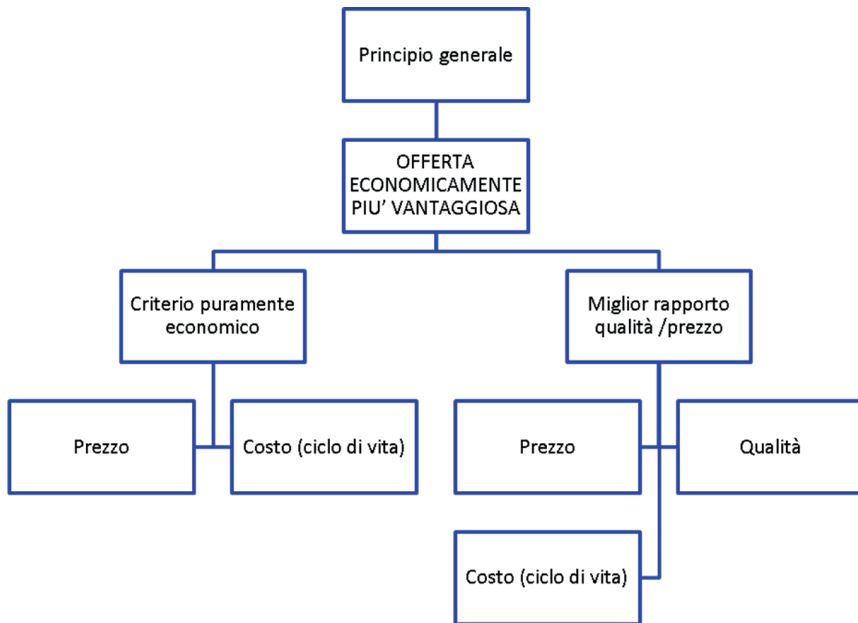 Principio generale
OFFERTA
ECONOMICAMENTE
PIU' VANTAGGIOSA
Criterio puramente
economico
Miglior rapporto
qualità /prezzo
Prezzo
Costo (ciclo di vita)
Prezzo
Qualità
Costo (ciclo di vita)